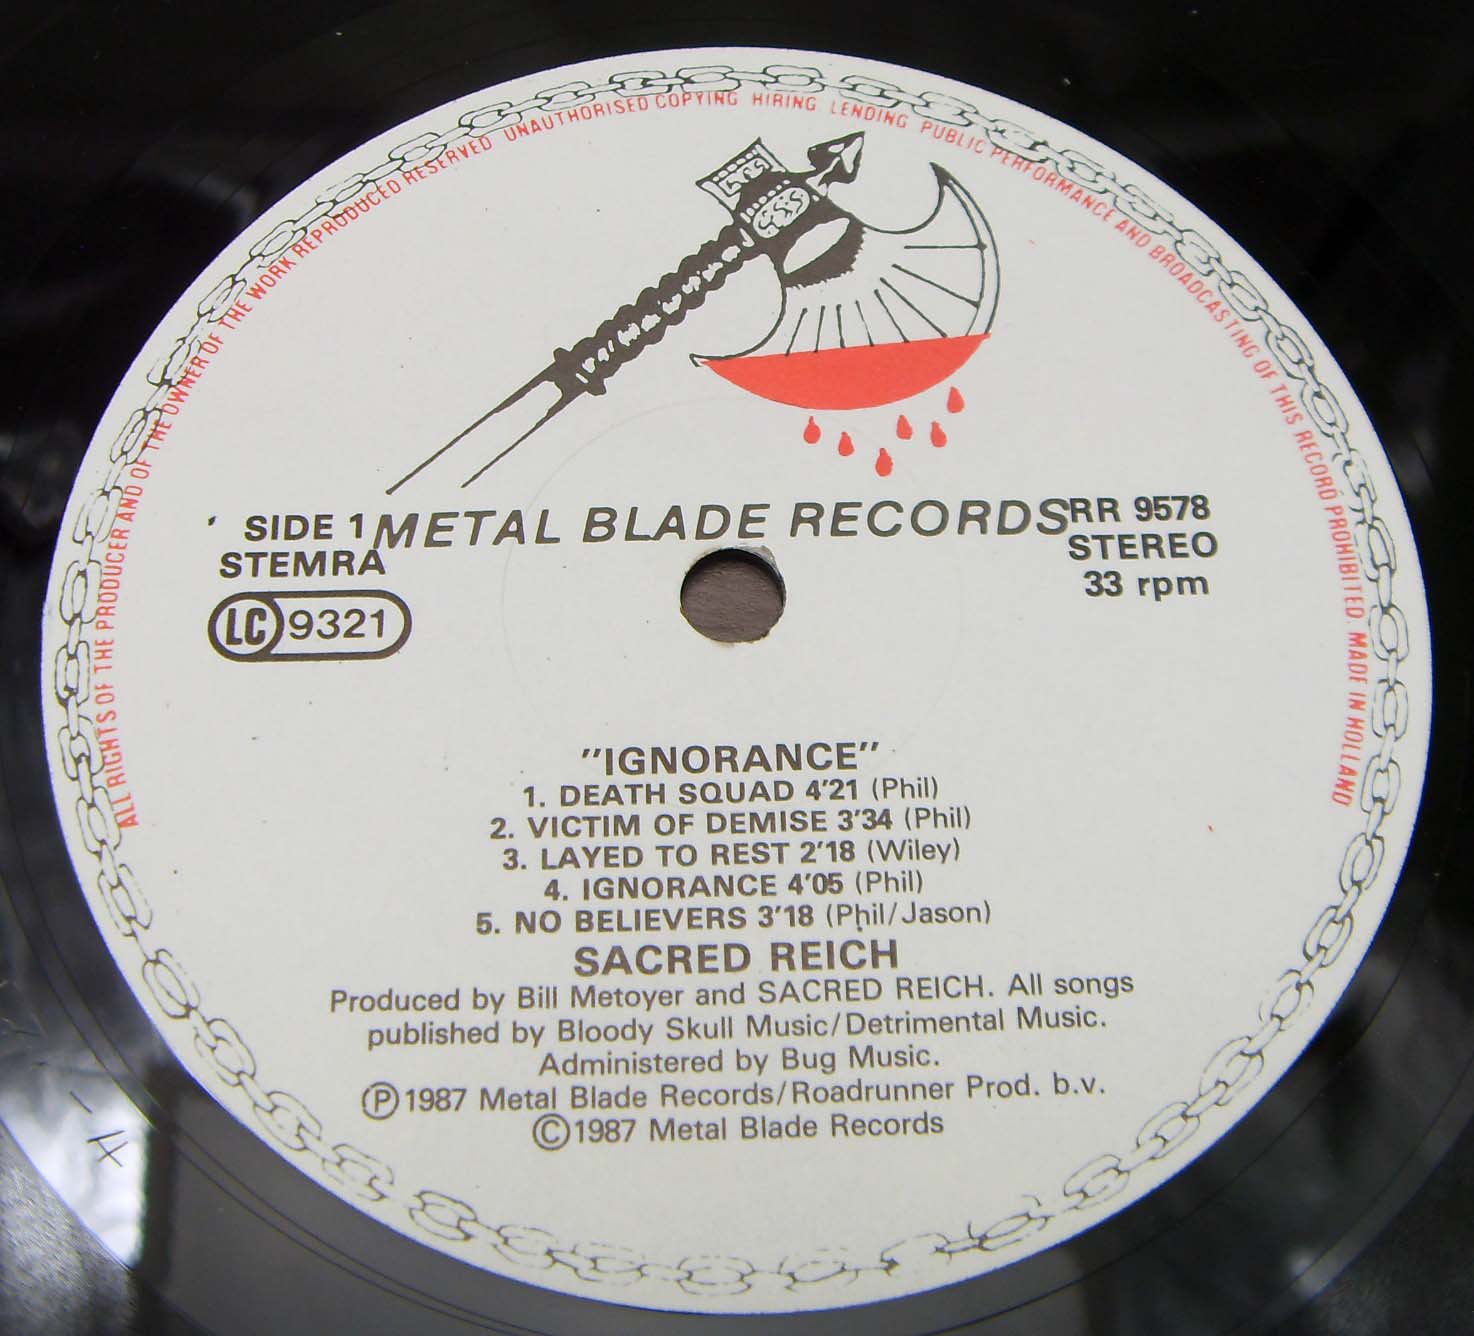 ALL RIGHTS OF THE PRODUCER AND OF THE OWNER OF THE WORK REPRODUCED RESERVED UNAUTHORISED COPYING HIRING LENDING PUBLIC PERFORMANCE AND BROADCASTING OF THIS RECORD PROHIBITED. MADE IN HOLLAND
SIDE 1 METAL BLADE RECORDS RR 9578
STEMRA STEREO
LC 9321 33 rpm
"IGNORANCE"
1. DEATH SQUAD 4'21 (Phil)
2. VICTIM OF DEMISE 3'34 (Phil)
3. LAYED TO REST 2'18 (Wiley)
4. IGNORANCE 4'05 (Phil)
5. NO BELIEVERS 3'18 (Phil/Jason)
SACRED REICH
Produced by Bill Metoyer and SACRED REICH. All songs
published by Bloody Skull Music/Detrimental Music.
Administered by Bug Music.
Ⓟ1987 Metal Blade Records/Roadrunner Prod. b.v.
©1987 Metal Blade Records